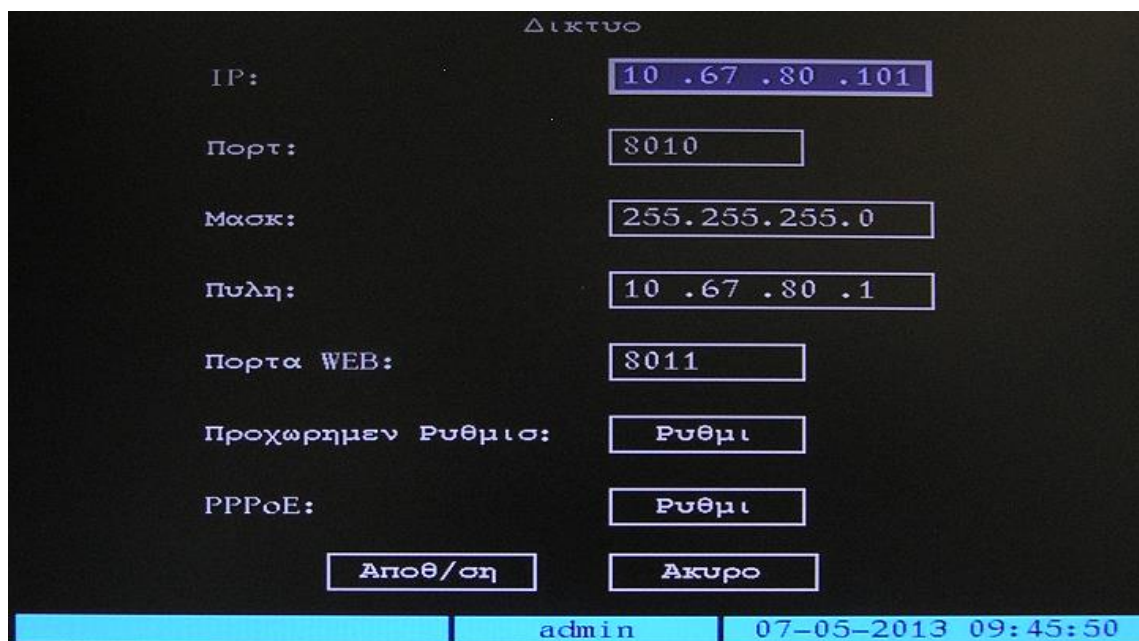 Δικτυο
IP: 10 .67 .80 .101
Πορτ: 8010
Μασκ: 255.255.255.0
Πυλη: 10 .67 .80 .1
Πορτα WEB: 8011
Προχωρημεν Ρυθμισ: Ρυθμι
PPPoE: Ρυθμι
Αποθ/ση Ακυρο
admin 07-05-2013 09:45:50